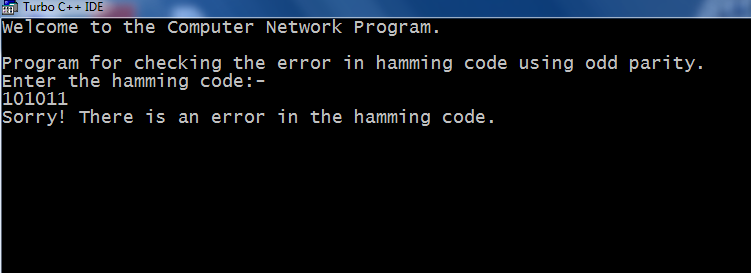 Turbo C++ IDE
Welcome to the Computer Network Program.
Program for checking the error in hamming code using odd parity.
Enter the hamming code:-
101011
Sorry! There is an error in the hamming code.